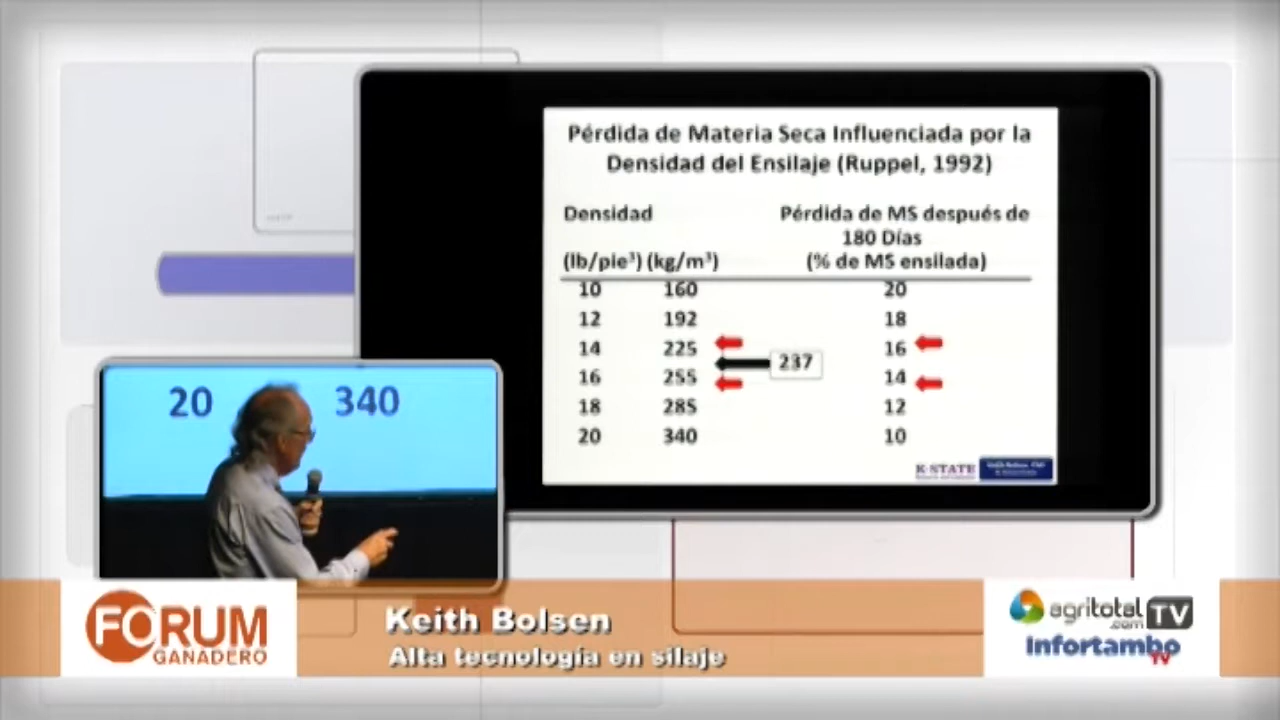 Pérdida de Materia Seca Influenciada por la
Densidad del Ensilaje (Ruppel, 1992)
Densidad
Pérdida de MS después de
180 Días
(lb/pie³) (kg/m³)
(% de MS ensilada)
10 160 20
12 192 18
14 225 16
237
16 255 14
18 285 12
20 340 10
K-STATE
20 340
FORUM
GANADERO
Keith Bolsen
Alta tecnología en silaje
agritotal TV
.com
Infortambo
TV